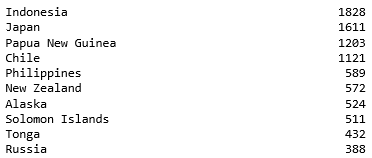 Indonesia 1828
Japan 1611
Papua New Guinea 1203
Chile 1121
Philippines 589
New Zealand 572
Alaska 524
Solomon Islands 511
Tonga 432
Russia 388